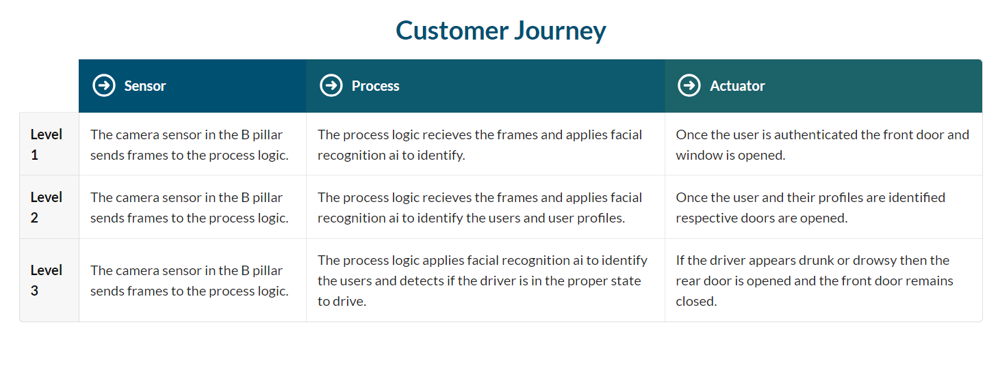 Customer Journey
Sensor
Process
Actuator
Level
1
The camera sensor in the B pillar
sends frames to the process logic.
The process logic recieves the frames and applies facial
recognition ai to identify.
Once the user is authenticated the front door and
window is opened.
Level
2
The camera sensor in the B pillar
sends frames to the process logic.
The process logic recieves the frames and applies facial
recognition ai to identify the users and user profiles.
Once the user and their profiles are identified
respective doors are opened.
Level
3
The camera sensor in the B pillar
sends frames to the process logic.
The process logic applies facial recognition ai to identify
the users and detects if the driver is in the proper state
to drive.
If the driver appears drunk or drowsy then the
rear door is opened and the front door remains
closed.